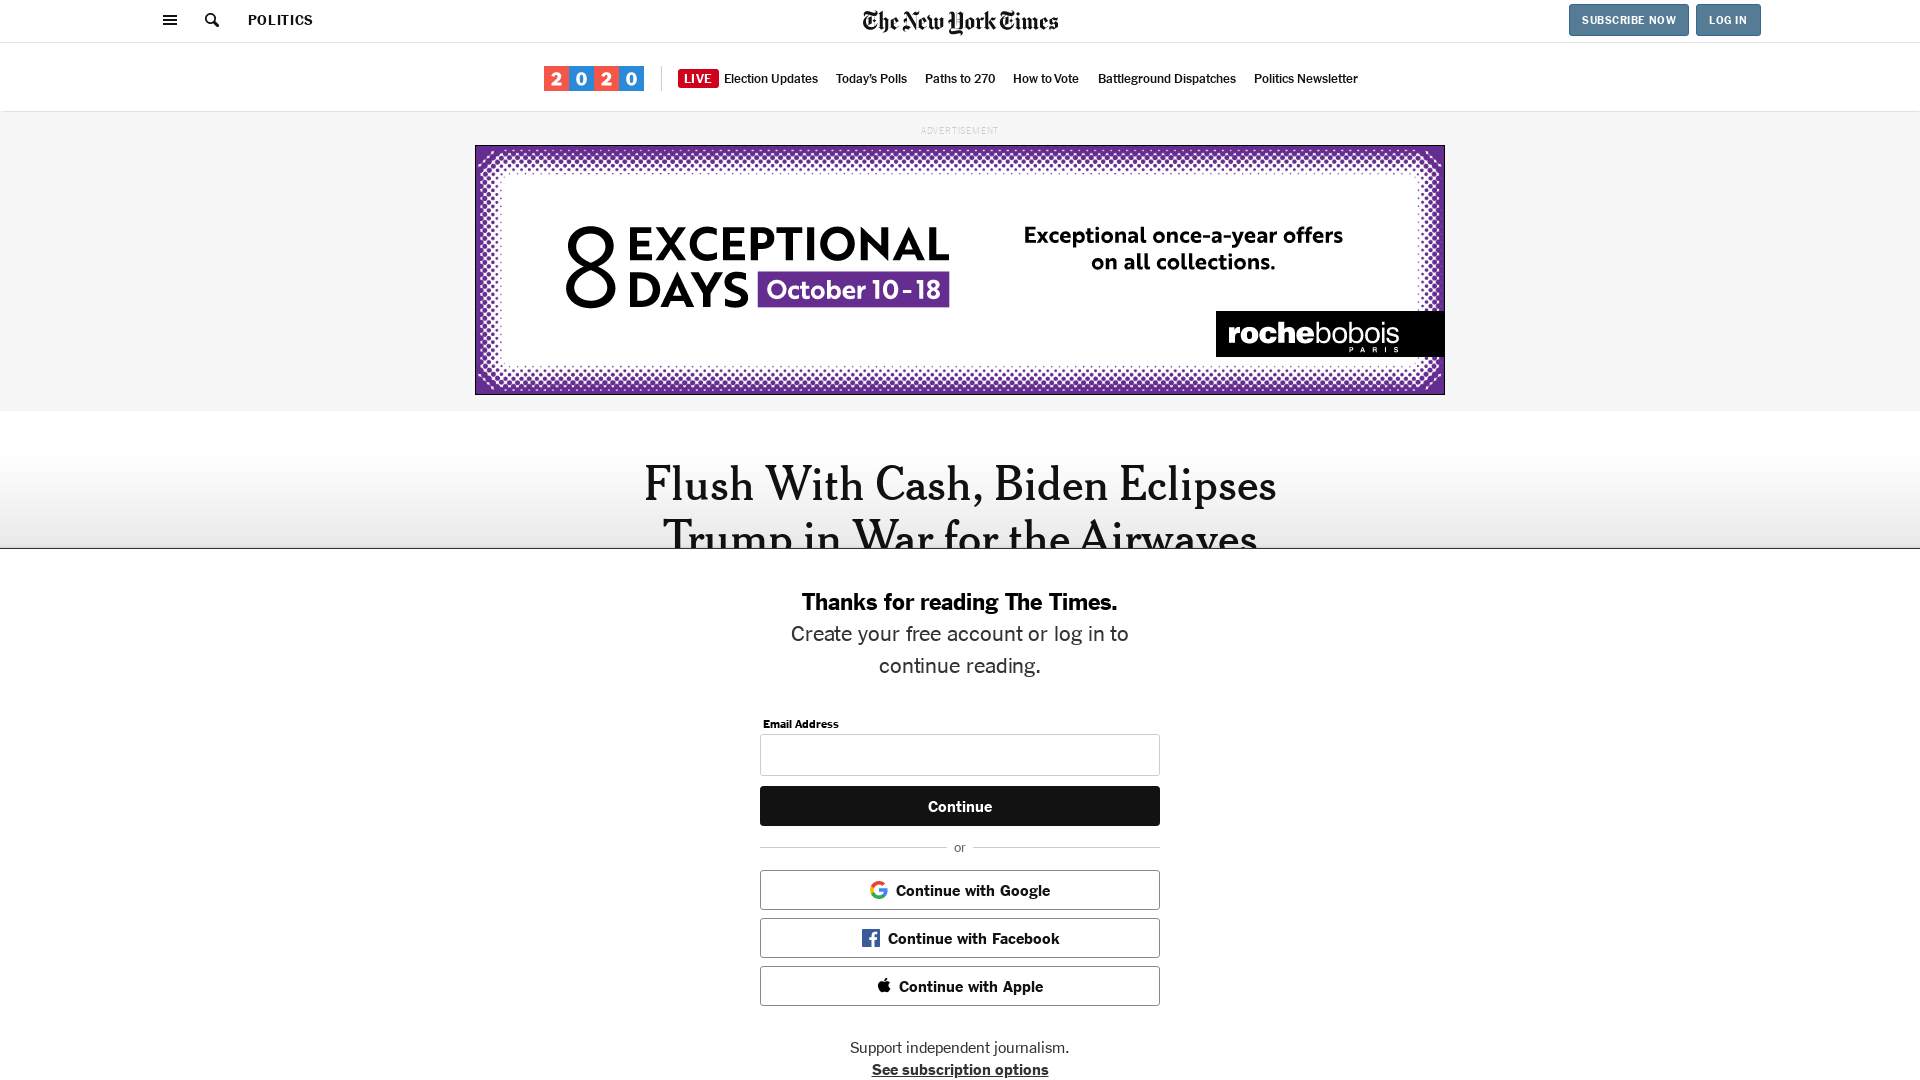 POLITICS
The New York Times
SUBSCRIBE NOW
LOG IN
2020
LIVE Election Updates
Today's Polls
Paths to 270
How to Vote
Battleground Dispatches
Politics Newsletter
ADVERTISEMENT
8 EXCEPTIONAL
DAYS October 10 - 18
Exceptional once-a-year offers
on all collections.
rochebobois
PARIS
Flush With Cash, Biden Eclipses
Trump in War for the Airwaves
Thanks for reading The Times.
Create your free account or log in to
continue reading.
Email Address
Continue
or
Continue with Google
Continue with Facebook
Continue with Apple
Support independent journalism.
See subscription options